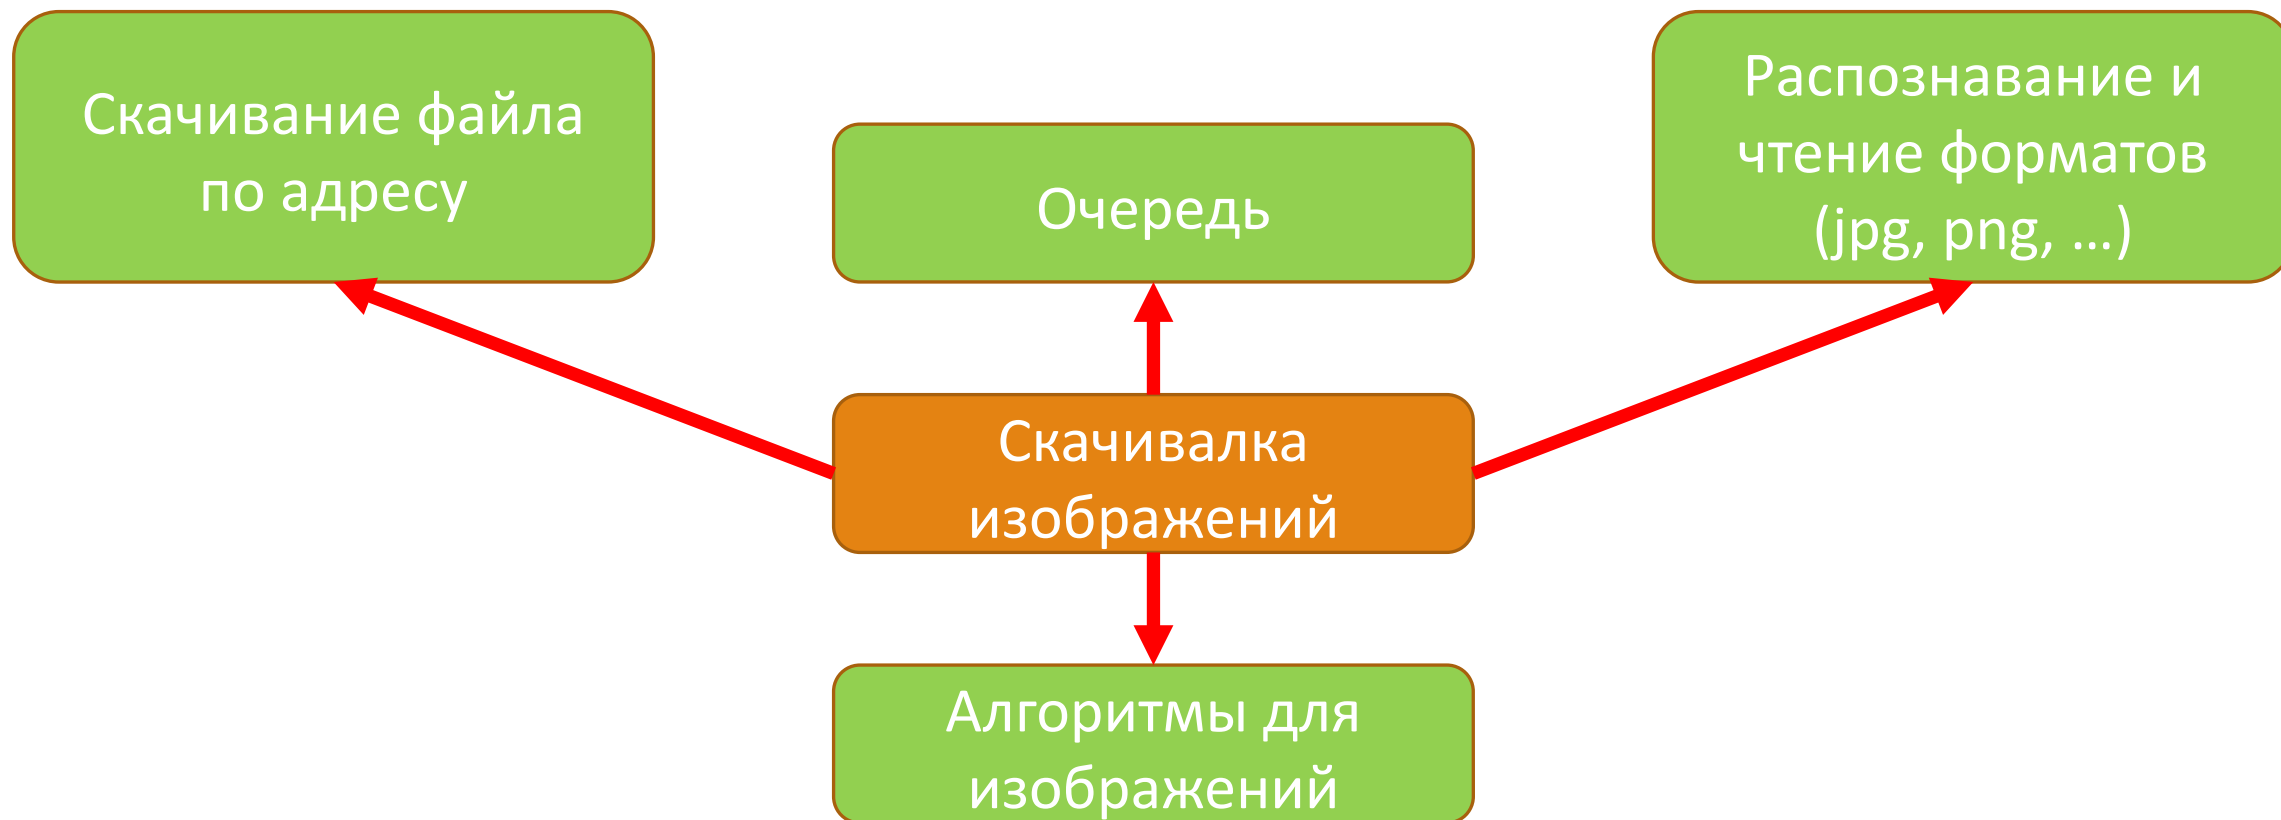 Скачивание файла
по адресу
Очередь
Распознавание и
чтение форматов
(jpg, png, ...)
Скачивалка
изображений
Алгоритмы для
изображений